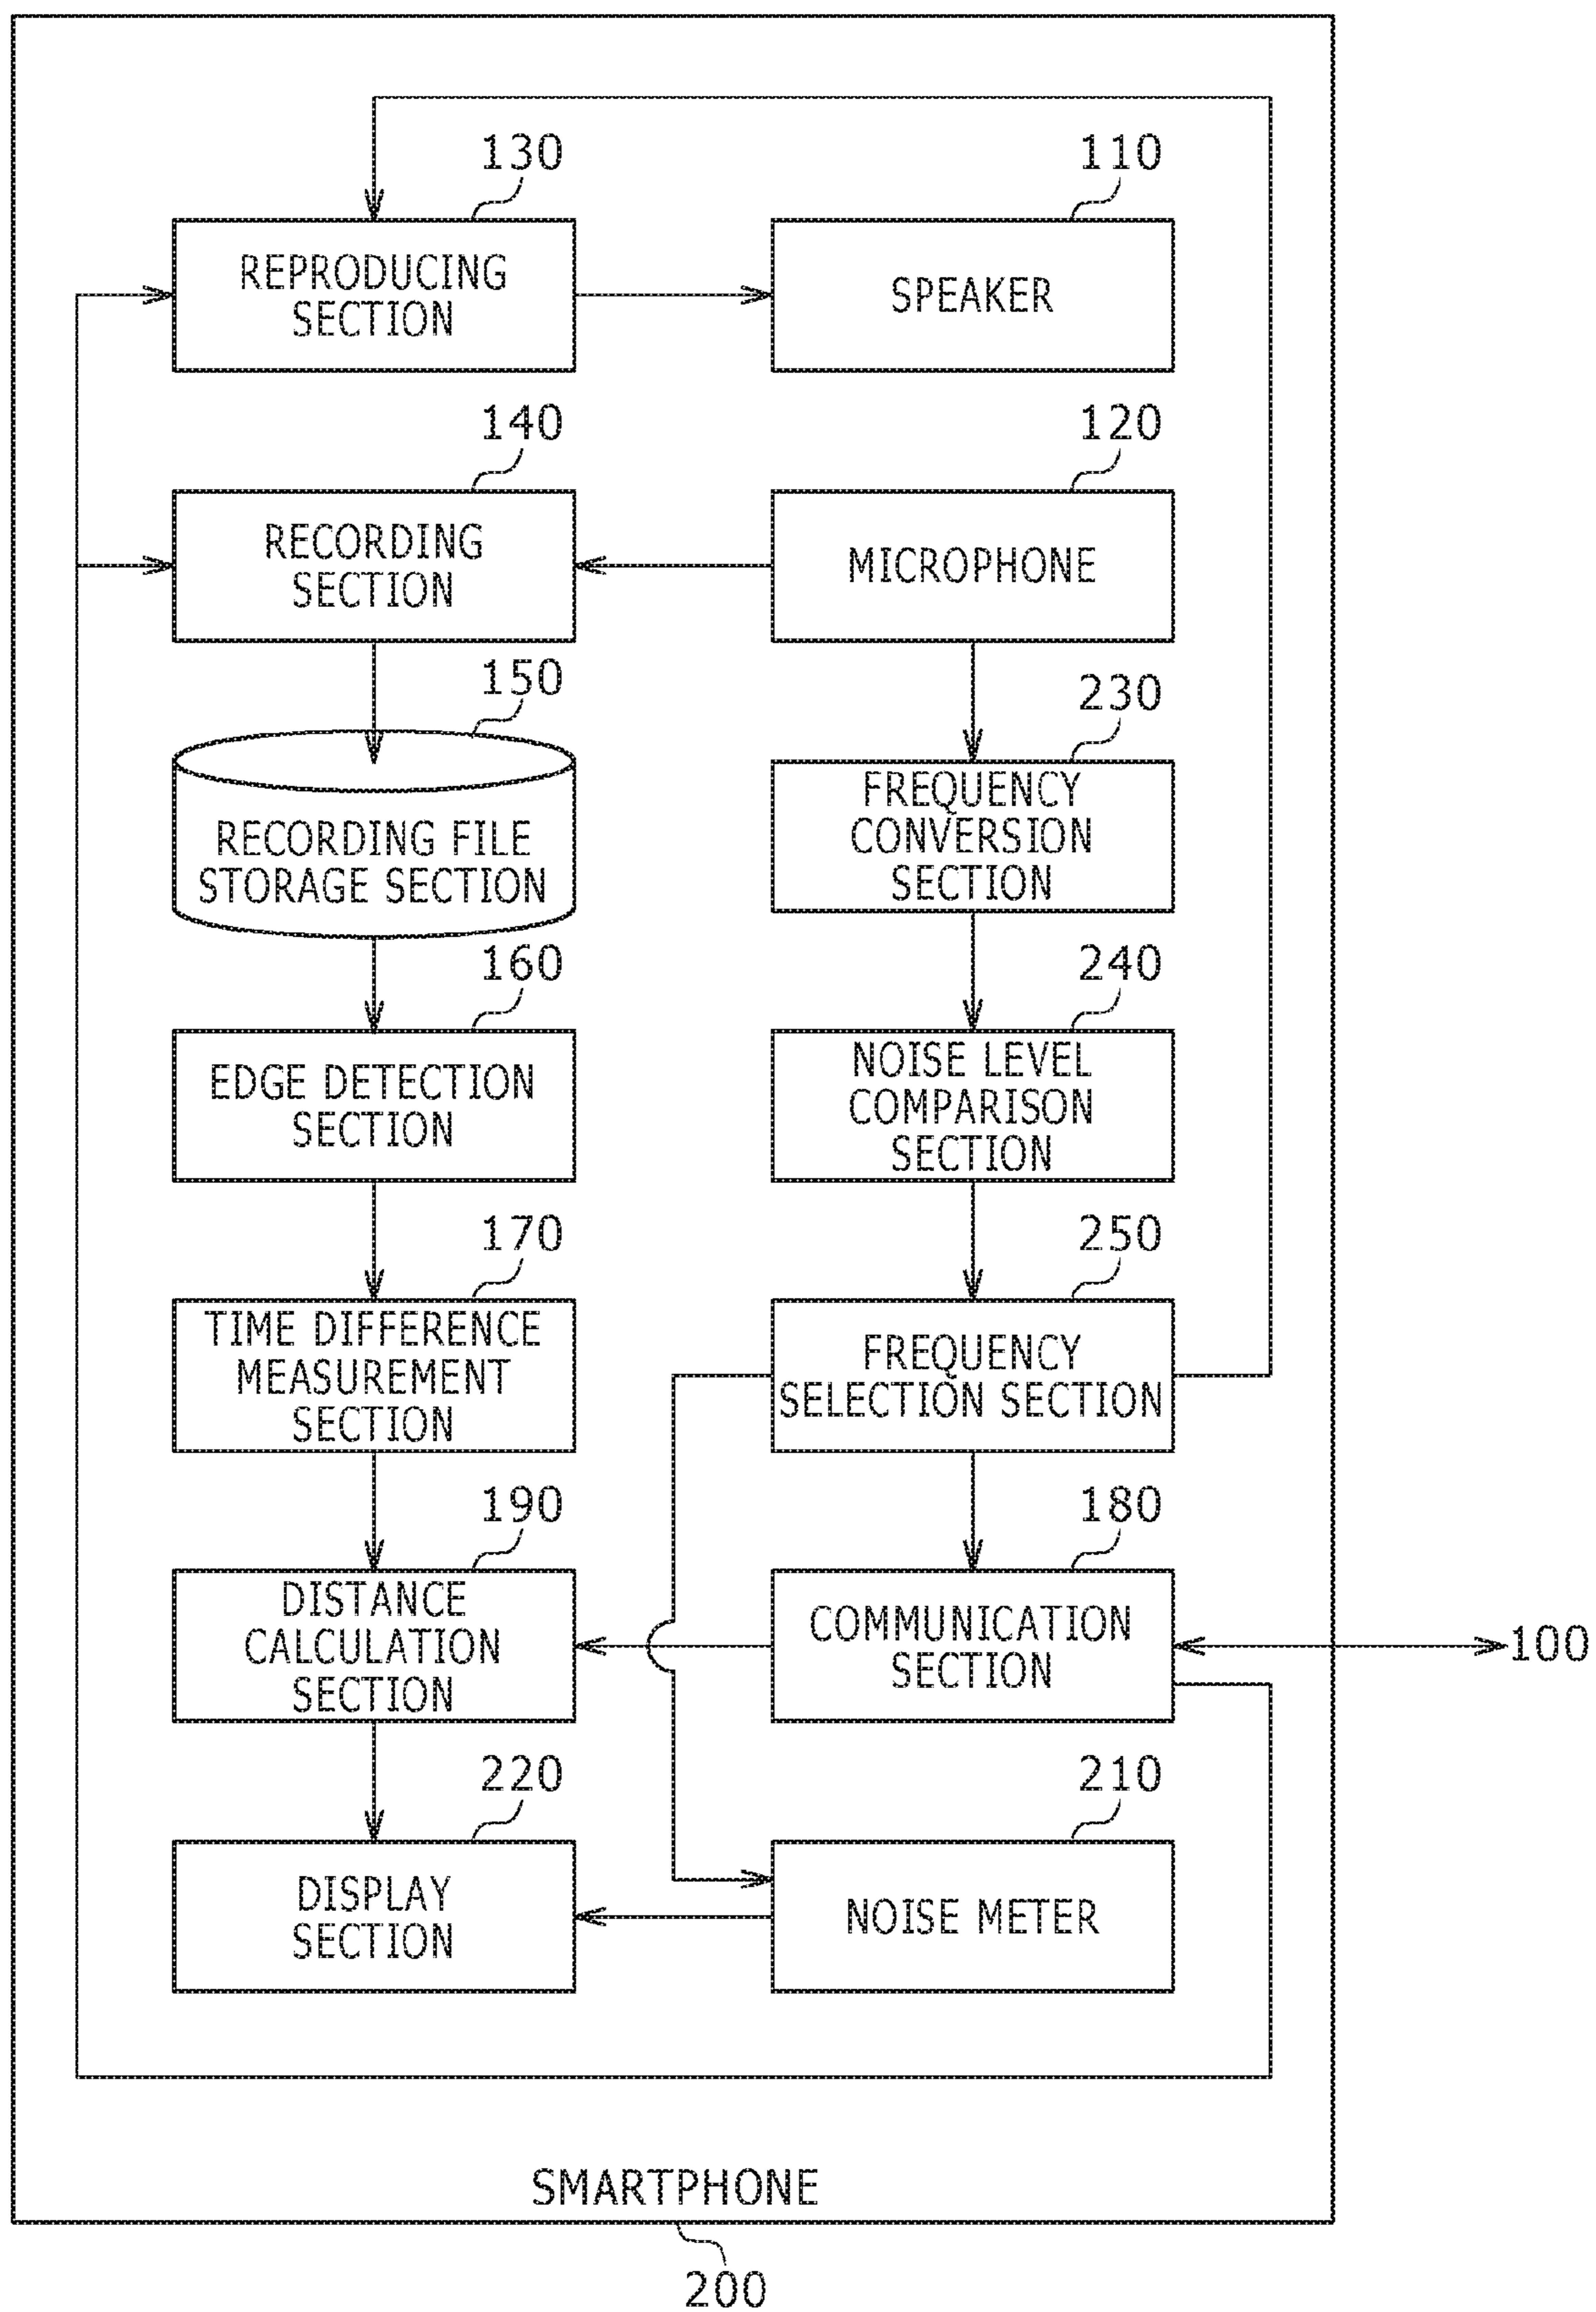 130
110
REPRODUCING
SECTION
SPEAKER
140
120
RECORDING
SECTION
MICROPHONE
150
230
RECORDING FILE
STORAGE SECTION
FREQUENCY
CONVERSION
SECTION
160
240
EDGE DETECTION
SECTION
NOISE LEVEL
COMPARISON
SECTION
170
250
TIME DIFFERENCE
MEASUREMENT
SECTION
FREQUENCY
SELECTION SECTION
190
180
DISTANCE
CALCULATION
SECTION
COMMUNICATION
SECTION
100
220
210
DISPLAY
SECTION
NOISE METER
SMARTPHONE
200